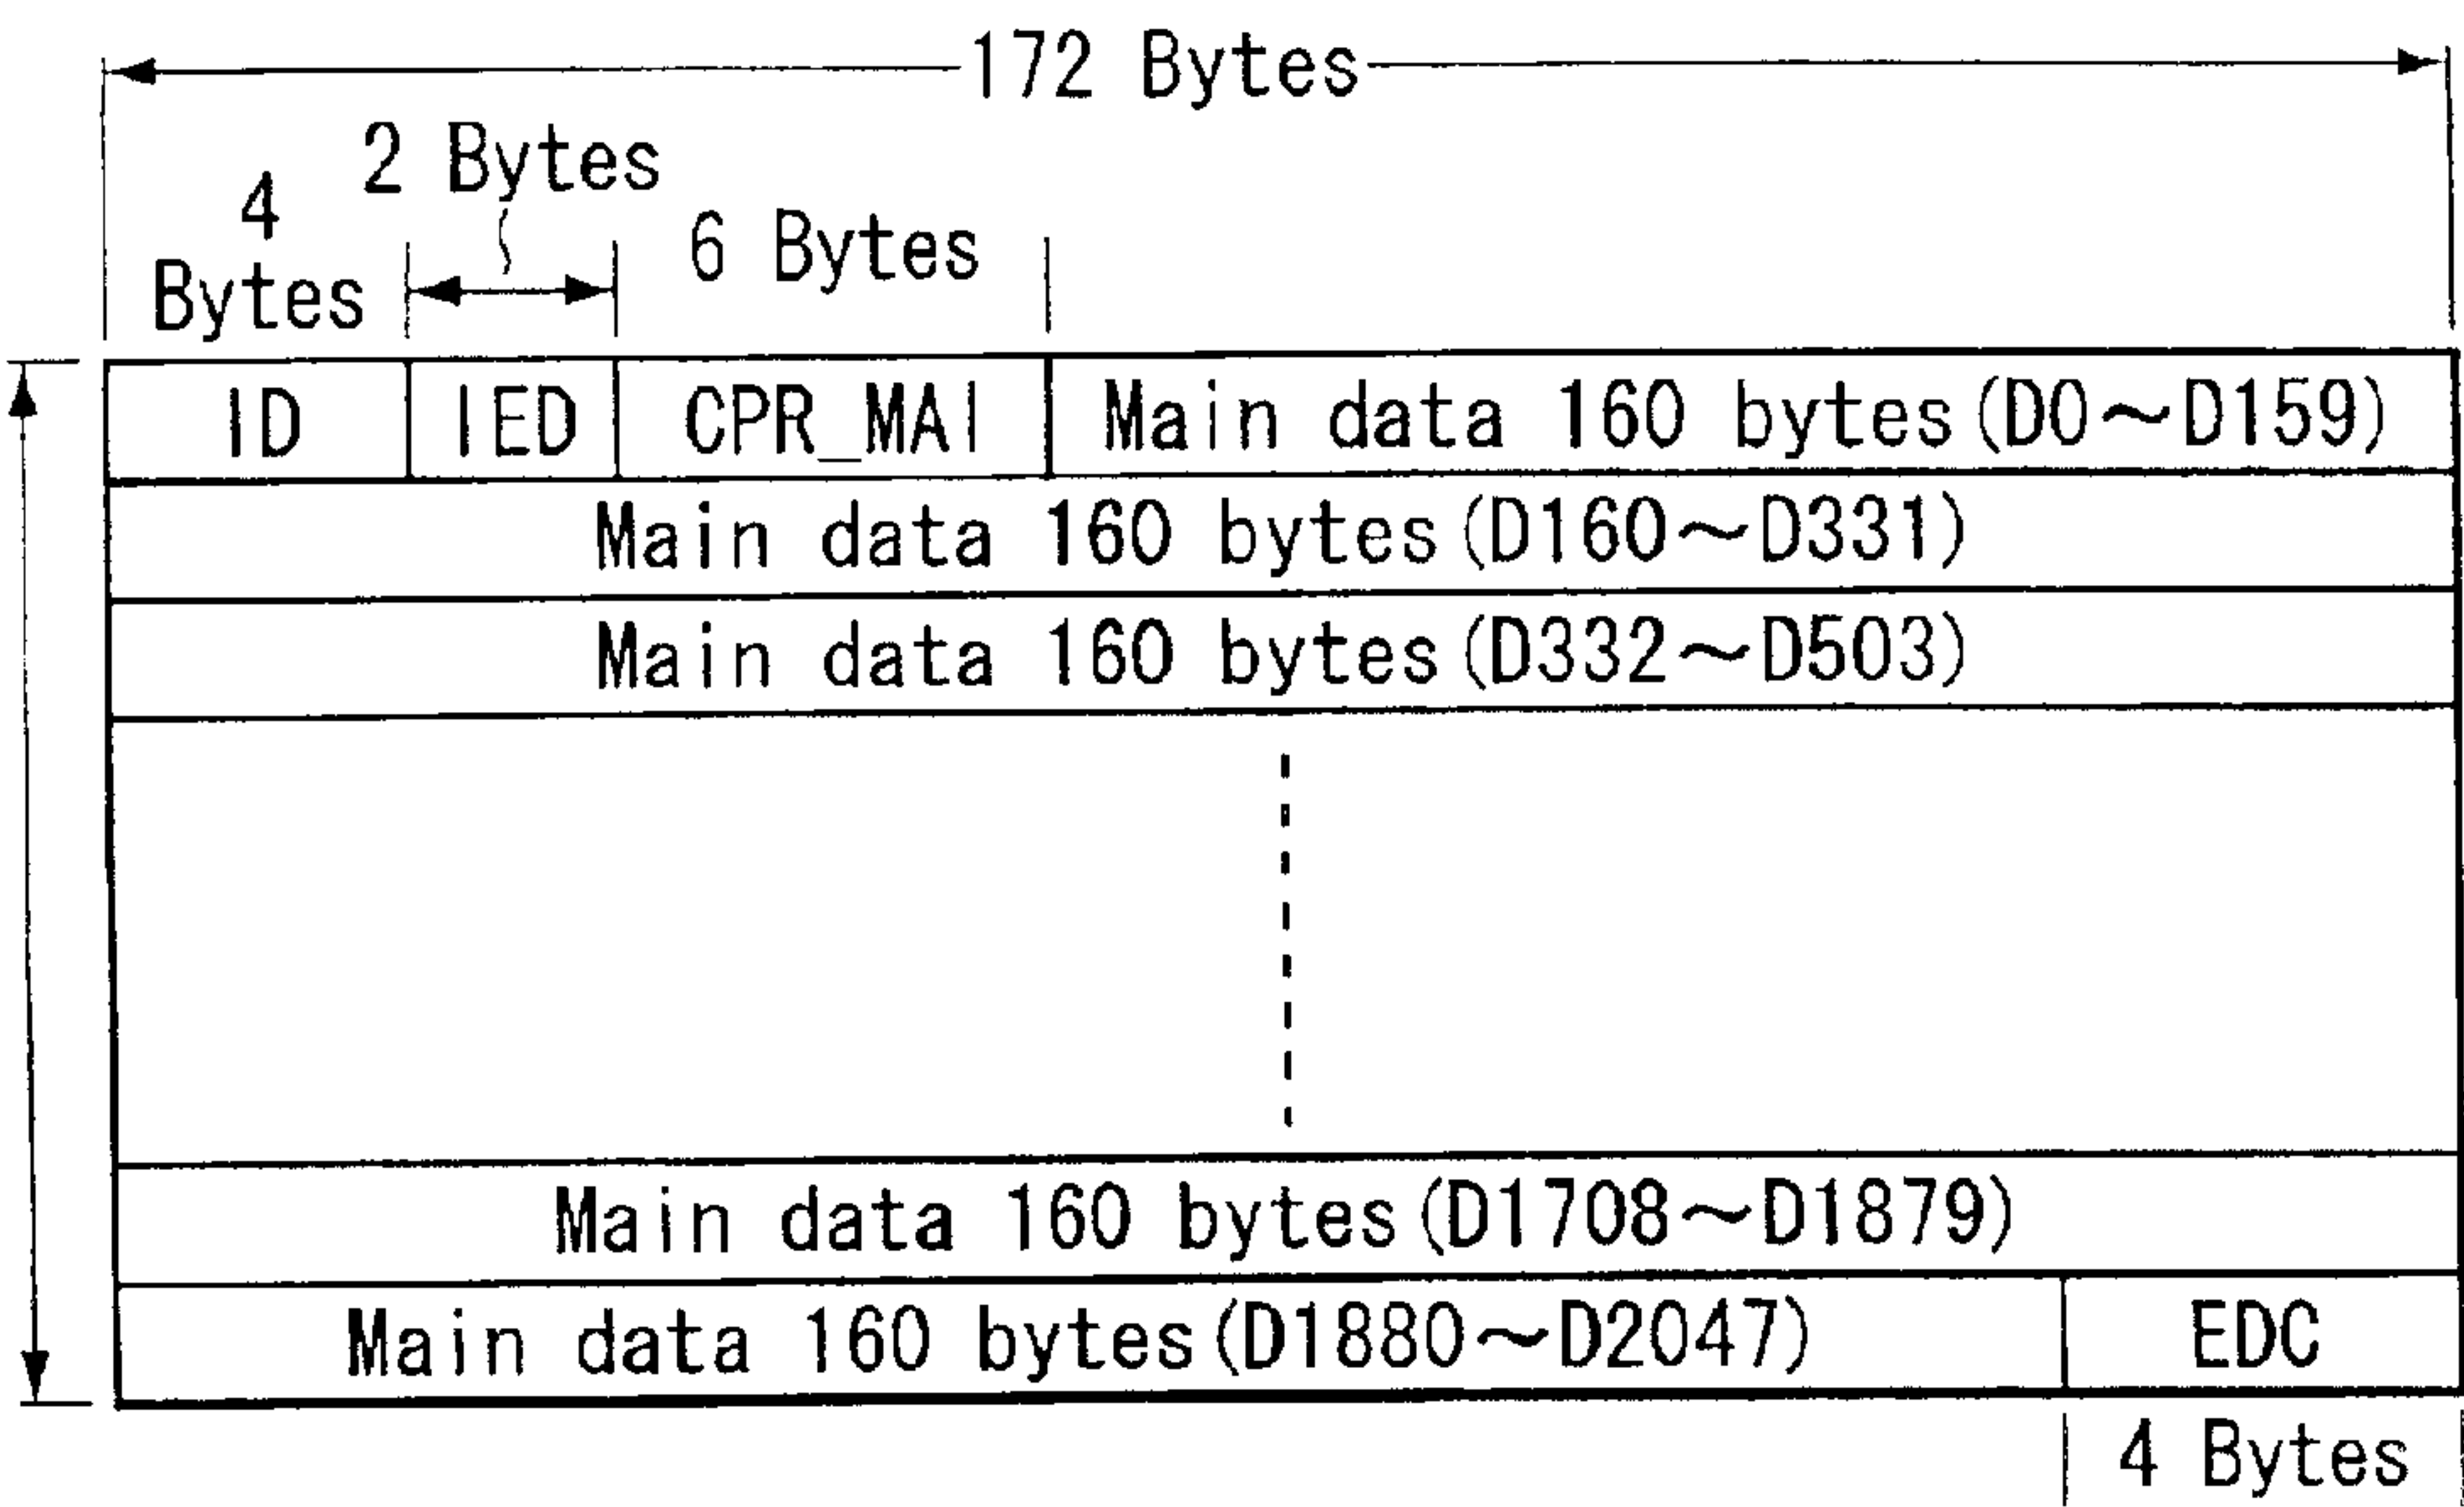 172 Bytes
2 Bytes
4
Bytes
6 Bytes
ID IED CPR_MAI Main data 160 bytes(D0~D159)
Main data 160 bytes(D160~D331)
Main data 160 bytes(D332~D503)
Main data 160 bytes(D1708~D1879)
Main data 160 bytes(D1880~D2047) EDC
4 Bytes